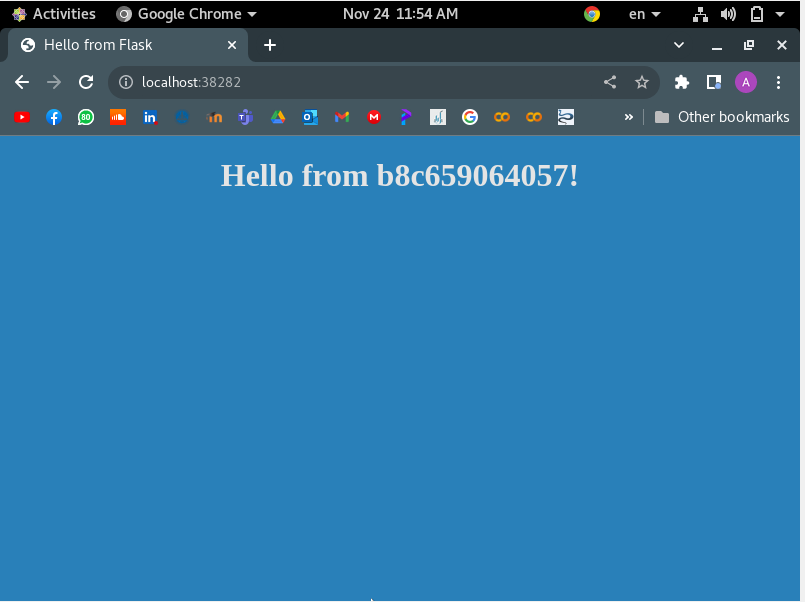 Activities Google Chrome Nov 24 11:54 AM en
Hello from Flask
localhost:38282 A
80 in m T O M G Other bookmarks
Hello from b8c659064057!